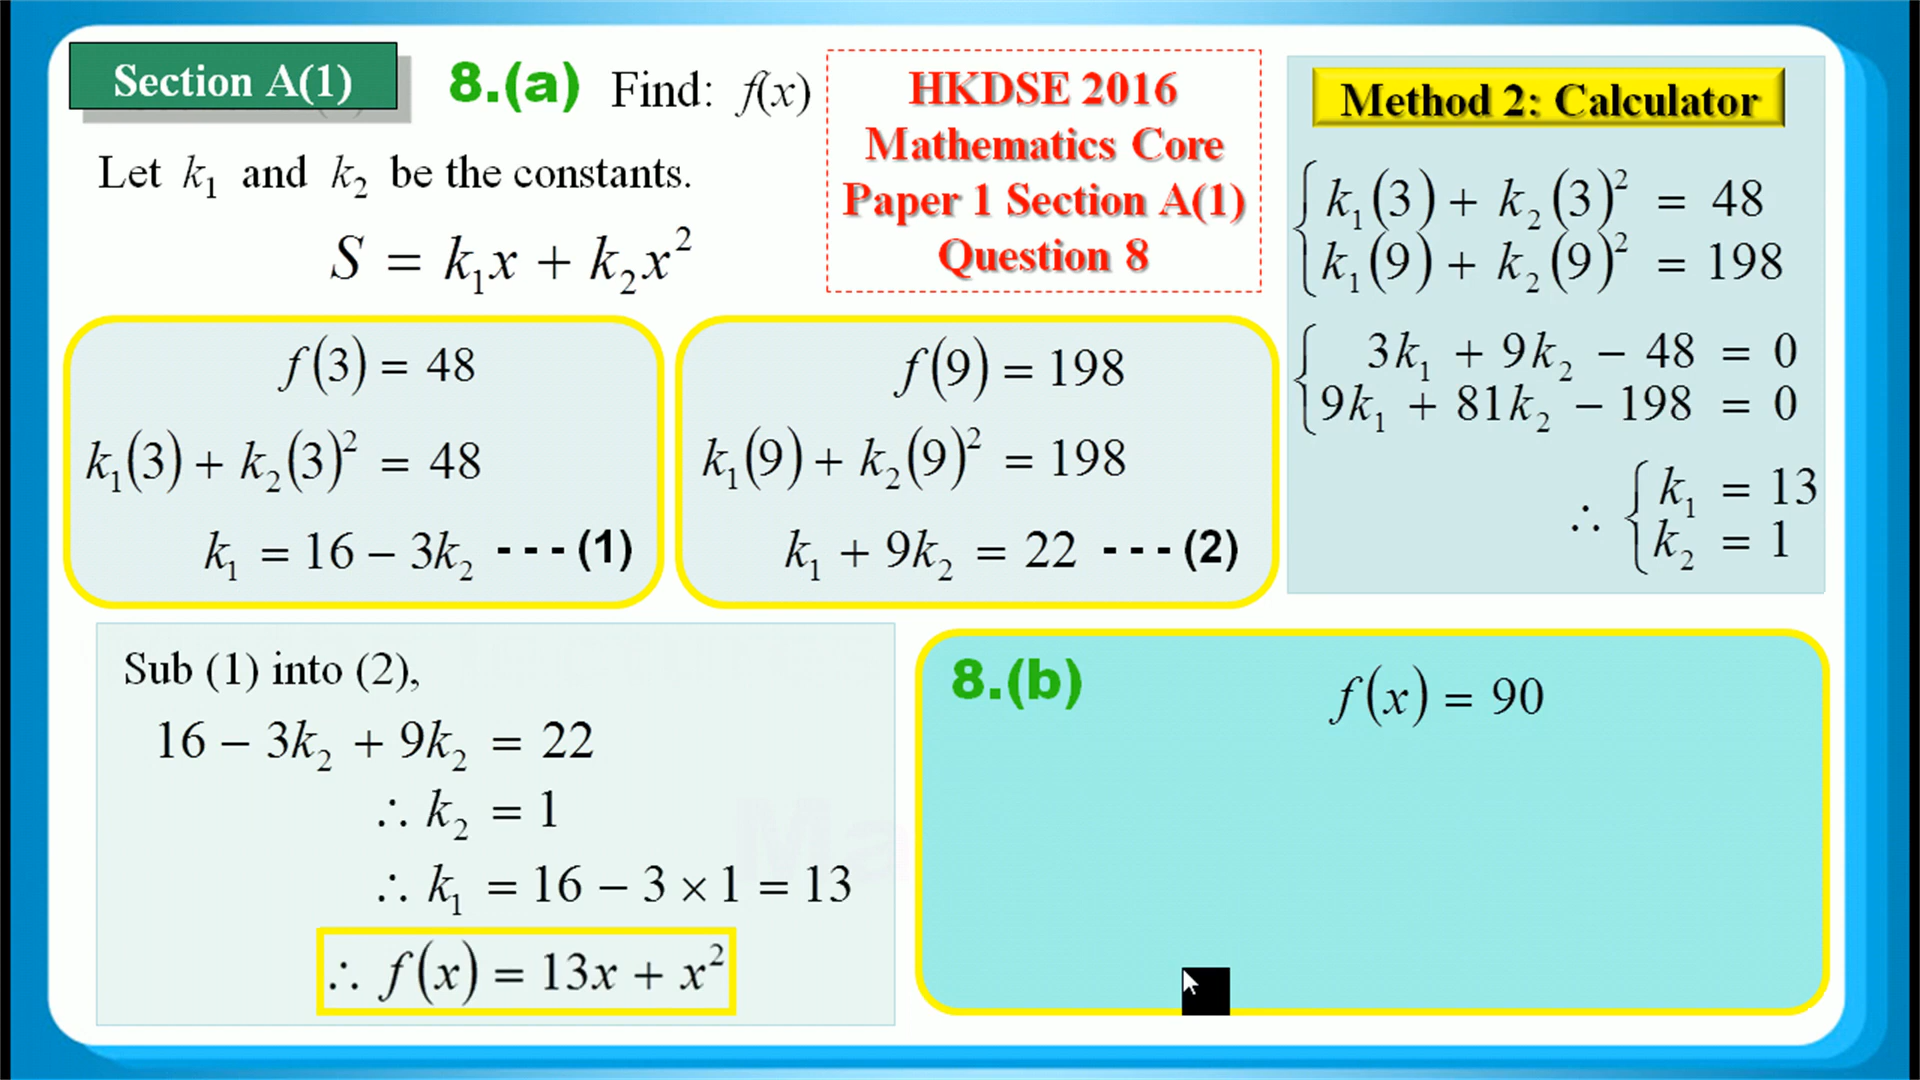 Section A(1)
8.(a) Find: f(x)
HKDSE 2016
Mathematics Core
Paper 1 Section A(1)
Question 8
Let k₁ and k₂ be the constants.
S = k₁x + k₂x²
f(3) = 48
k₁(3) + k₂(3)² = 48
k₁ = 16 − 3k₂ - - - (1)
f(9) = 198
k₁(9) + k₂(9)² = 198
k₁ + 9k₂ = 22 - - - (2)
Method 2: Calculator
k₁(3) + k₂(3)² = 48
k₁(9) + k₂(9)² = 198
3k₁ + 9k₂ − 48 = 0
9k₁ + 81k₂ − 198 = 0
∴ k₁ = 13
k₂ = 1
Sub (1) into (2),
16 − 3k₂ + 9k₂ = 22
∴ k₂ = 1
∴ k₁ = 16 − 3 × 1 = 13
∴ f(x) = 13x + x²
8.(b) f(x) = 90
Ma